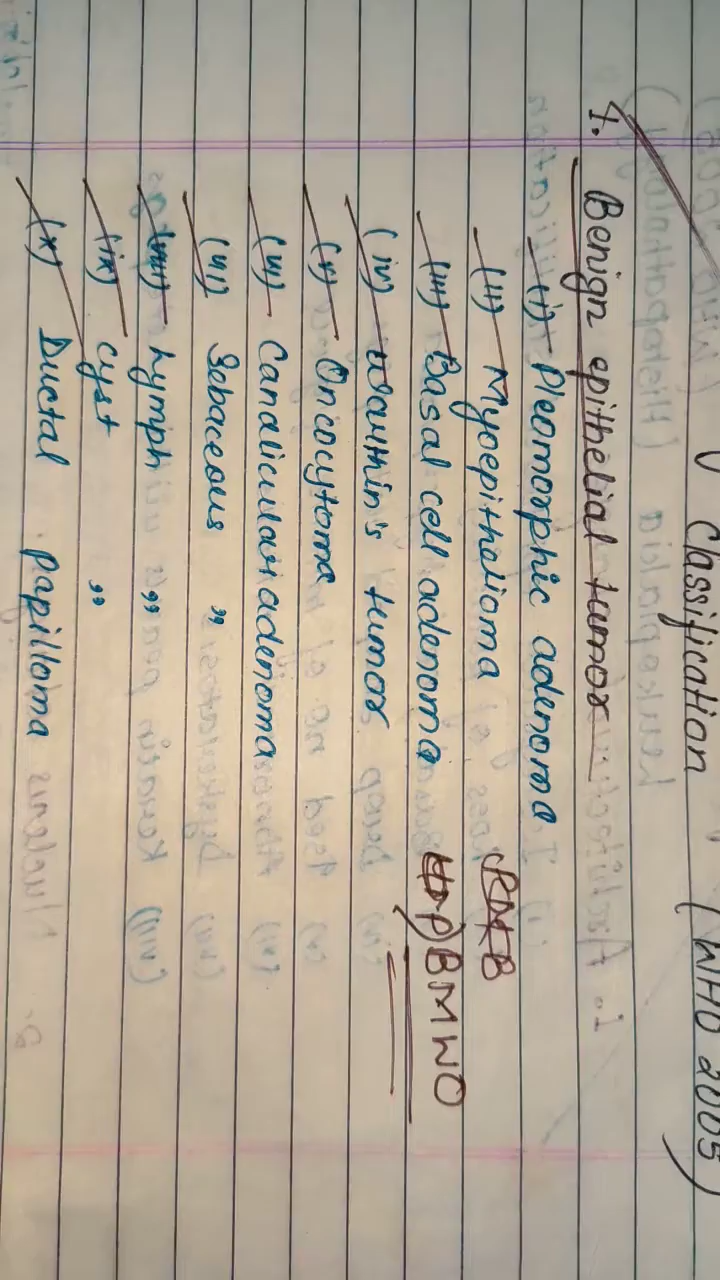 Classification (WHO 2005)
1. Benign epithelial tumor
(i) Pleomorphic adenoma
(ii) Myoepithelioma
(iii) Basal cell adenoma P) BMWO
(iv) Warthin's tumor
(v) Oncocytoma
(vi) Canalicular adenoma
(vii) Sebaceous "
(viii) Lymph "
(ix) cyst "
(x) Ductal papilloma